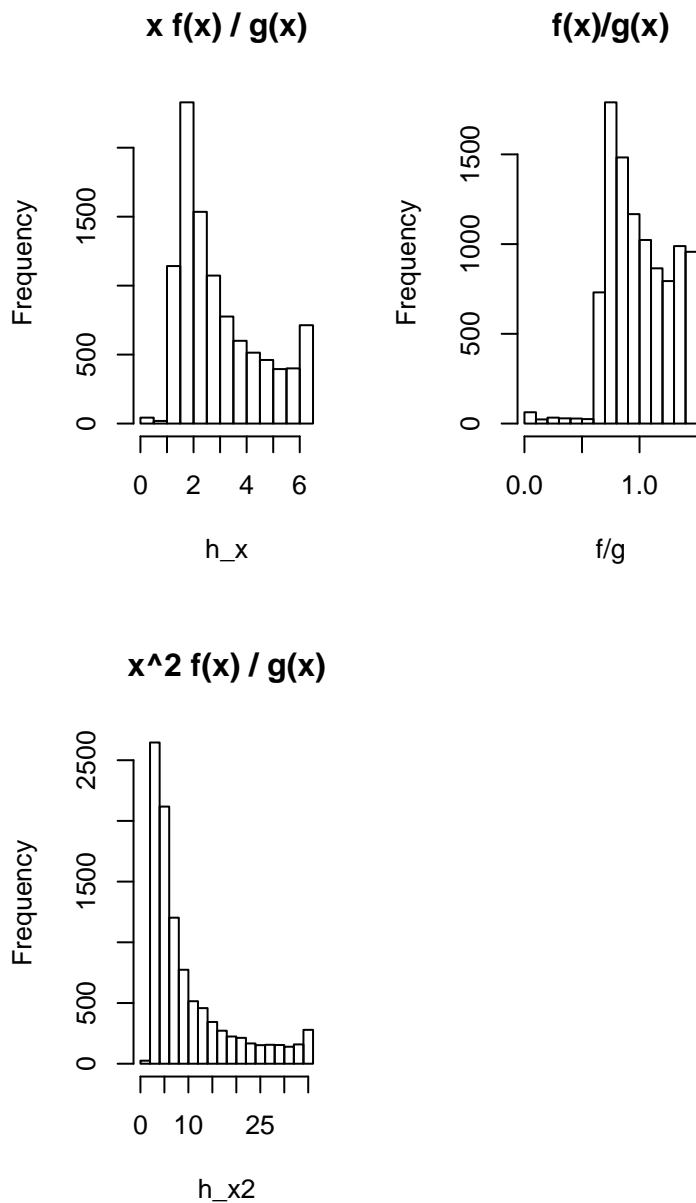 x f(x) / g(x)
Frequency
0 500 1500
0 2 4 6
h_x
f(x)/g(x)
Frequency
0 500 1000 1500
0.0 1.0
f/g
x^2 f(x) / g(x)
Frequency
0 500 1500 2500
0 10 25
h_x2